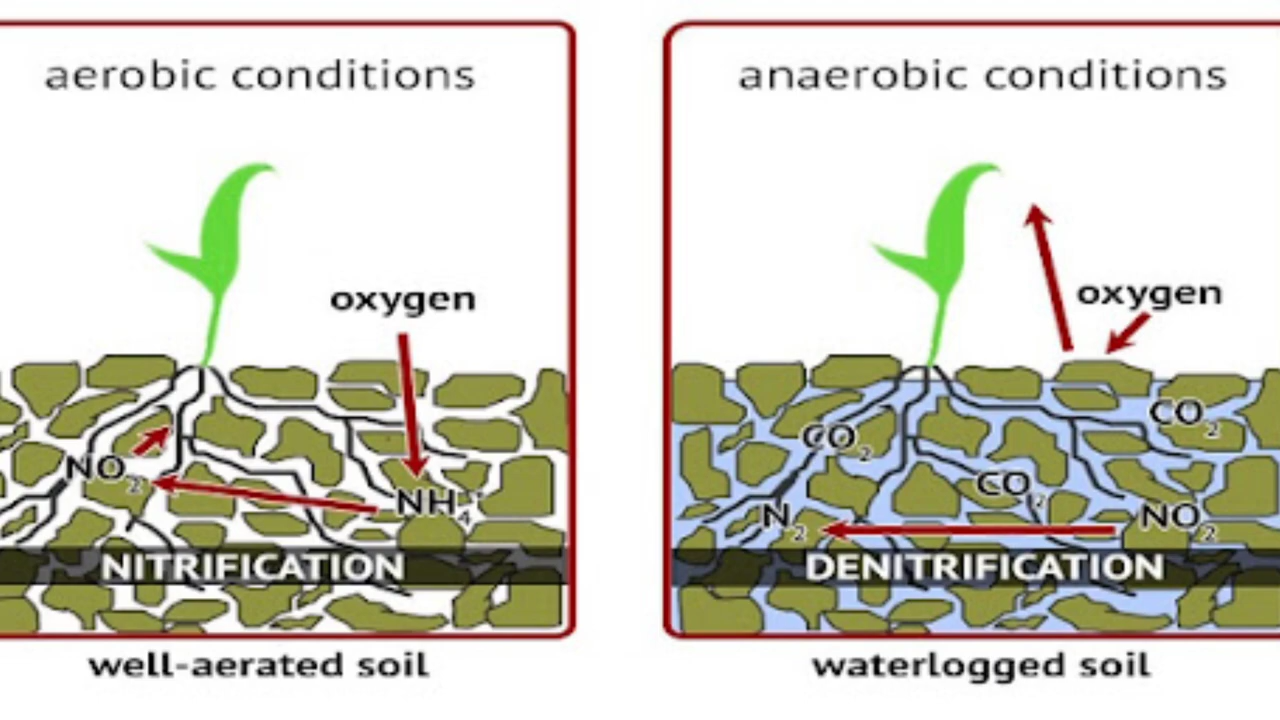 aerobic conditions
oxygen
NO₂
NH₄⁺
NITRIFICATION
well-aerated soil
anaerobic conditions
oxygen
CO₂
CO₂
CO₂
N₂
NO₂
DENITRIFICATION
waterlogged soil